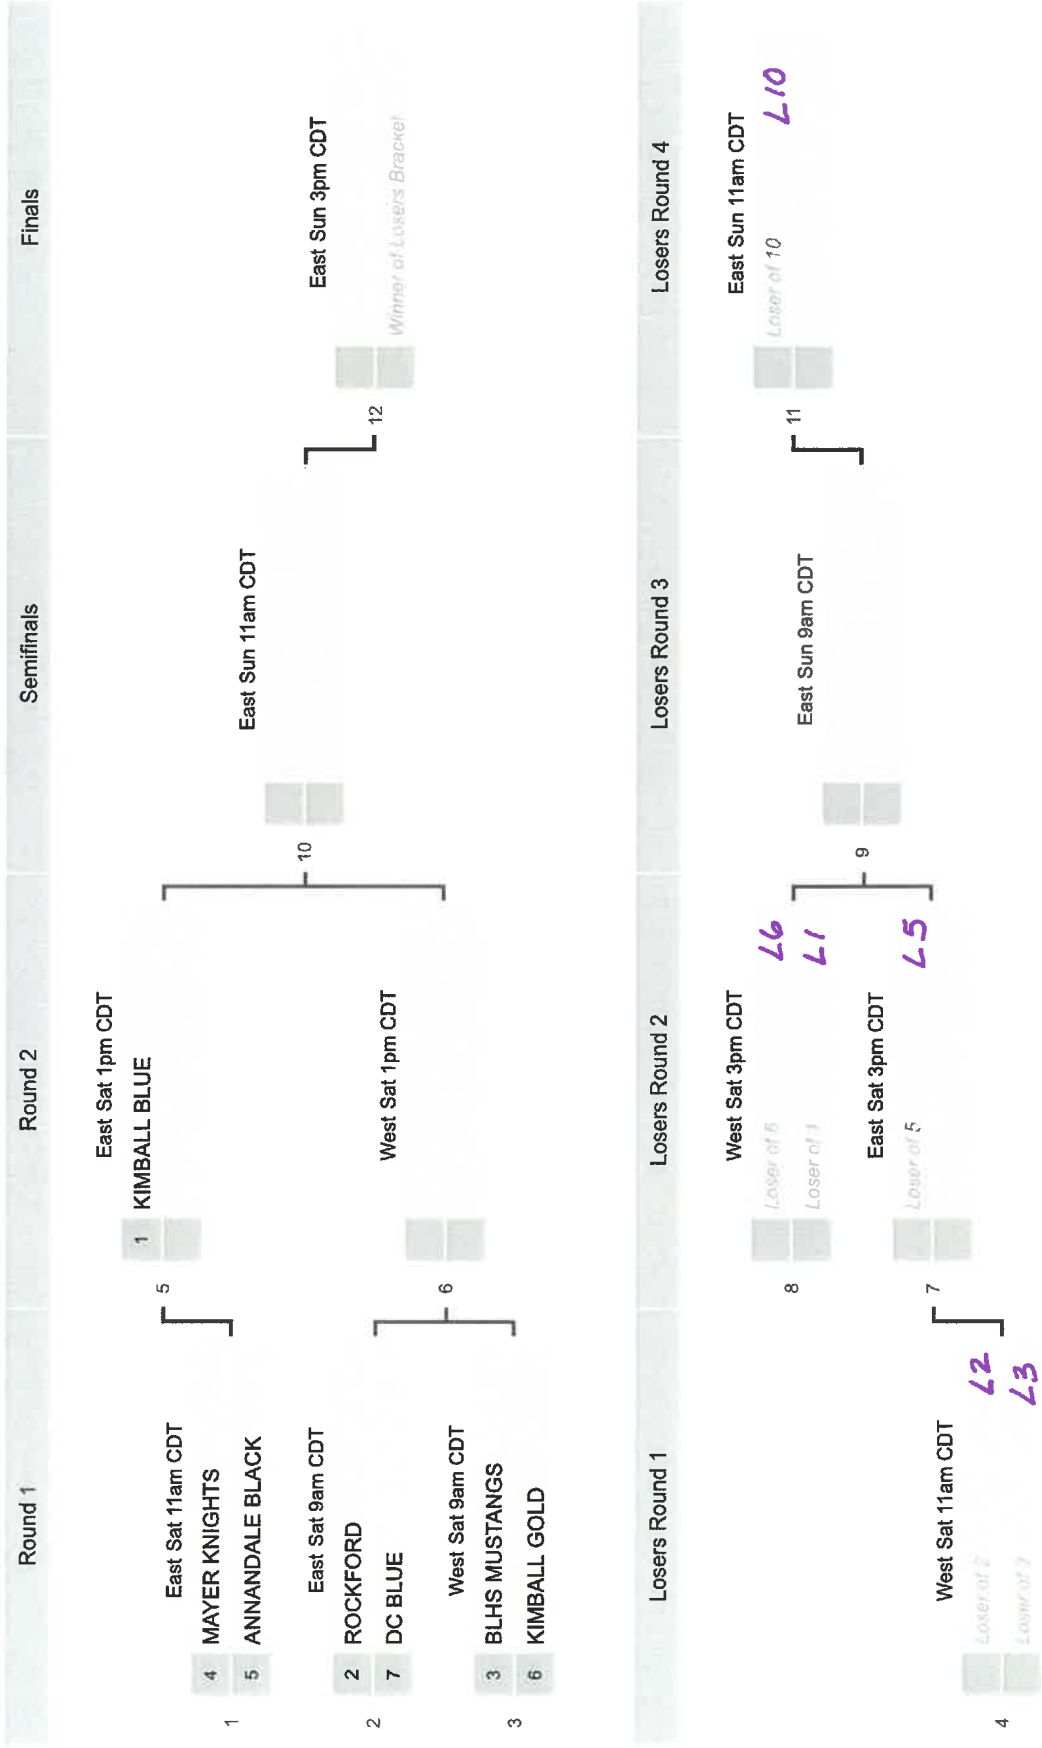 Round 1
Round 2
Semifinals
Finals
East Sat 11am CDT
4 MAYER KNIGHTS
5 ANNANDALE BLACK
1
East Sat 9am CDT
2 ROCKFORD
7 DC BLUE
2
West Sat 9am CDT
3 BLHS MUSTANGS
6 KIMBALL GOLD
3
East Sat 1pm CDT
1 KIMBALL BLUE
5
West Sat 1pm CDT
6
East Sun 11am CDT
10
East Sun 3pm CDT
Winner of Losers Bracket
12
Losers Round 1
Losers Round 2
Losers Round 3
Losers Round 4
West Sat 11am CDT
Loser of 2 L2
Loser of 3 L3
4
West Sat 3pm CDT
Loser of 6 L6
Loser of 1 L1
8
East Sat 3pm CDT
Loser of 5 L5
7
East Sun 9am CDT
9
East Sun 11am CDT
Loser of 10 L10
11